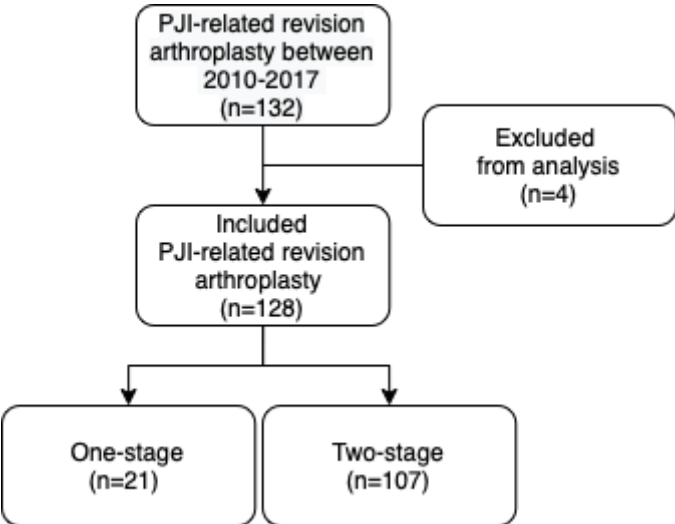 PJI-related revision
arthroplasty between
2010-2017
(n=132)
Excluded
from analysis
(n=4)
Included
PJI-related revision
arthroplasty
(n=128)
One-stage
(n=21)
Two-stage
(n=107)